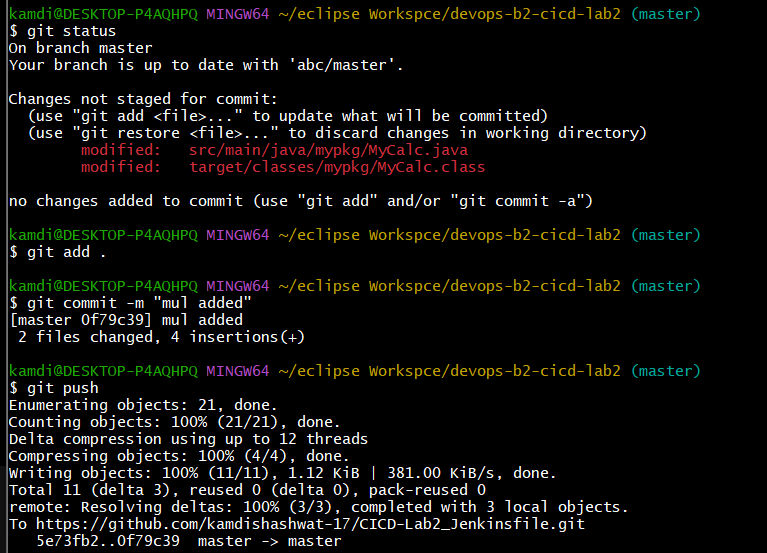 kamdi@DESKTOP-P4AQHPQ MINGW64 ~/eclipse Workspce/devops-b2-cicd-lab2 (master)
$ git status
On branch master
Your branch is up to date with 'abc/master'.

Changes not staged for commit:
  (use "git add <file>..." to update what will be committed)
  (use "git restore <file>..." to discard changes in working directory)
        modified:   src/main/java/mypkg/MyCalc.java
        modified:   target/classes/mypkg/MyCalc.class

no changes added to commit (use "git add" and/or "git commit -a")

kamdi@DESKTOP-P4AQHPQ MINGW64 ~/eclipse Workspce/devops-b2-cicd-lab2 (master)
$ git add .

kamdi@DESKTOP-P4AQHPQ MINGW64 ~/eclipse Workspce/devops-b2-cicd-lab2 (master)
$ git commit -m "mul added"
[master 0f79c39] mul added
 2 files changed, 4 insertions(+)

kamdi@DESKTOP-P4AQHPQ MINGW64 ~/eclipse Workspce/devops-b2-cicd-lab2 (master)
$ git push
Enumerating objects: 21, done.
Counting objects: 100% (21/21), done.
Delta compression using up to 12 threads
Compressing objects: 100% (4/4), done.
Writing objects: 100% (11/11), 1.12 KiB | 381.00 KiB/s, done.
Total 11 (delta 3), reused 0 (delta 0), pack-reused 0
remote: Resolving deltas: 100% (3/3), completed with 3 local objects.
To https://github.com/kamdishashwat-17/CICD-Lab2_Jenkinsfile.git
   5e73fb2..0f79c39  master -> master